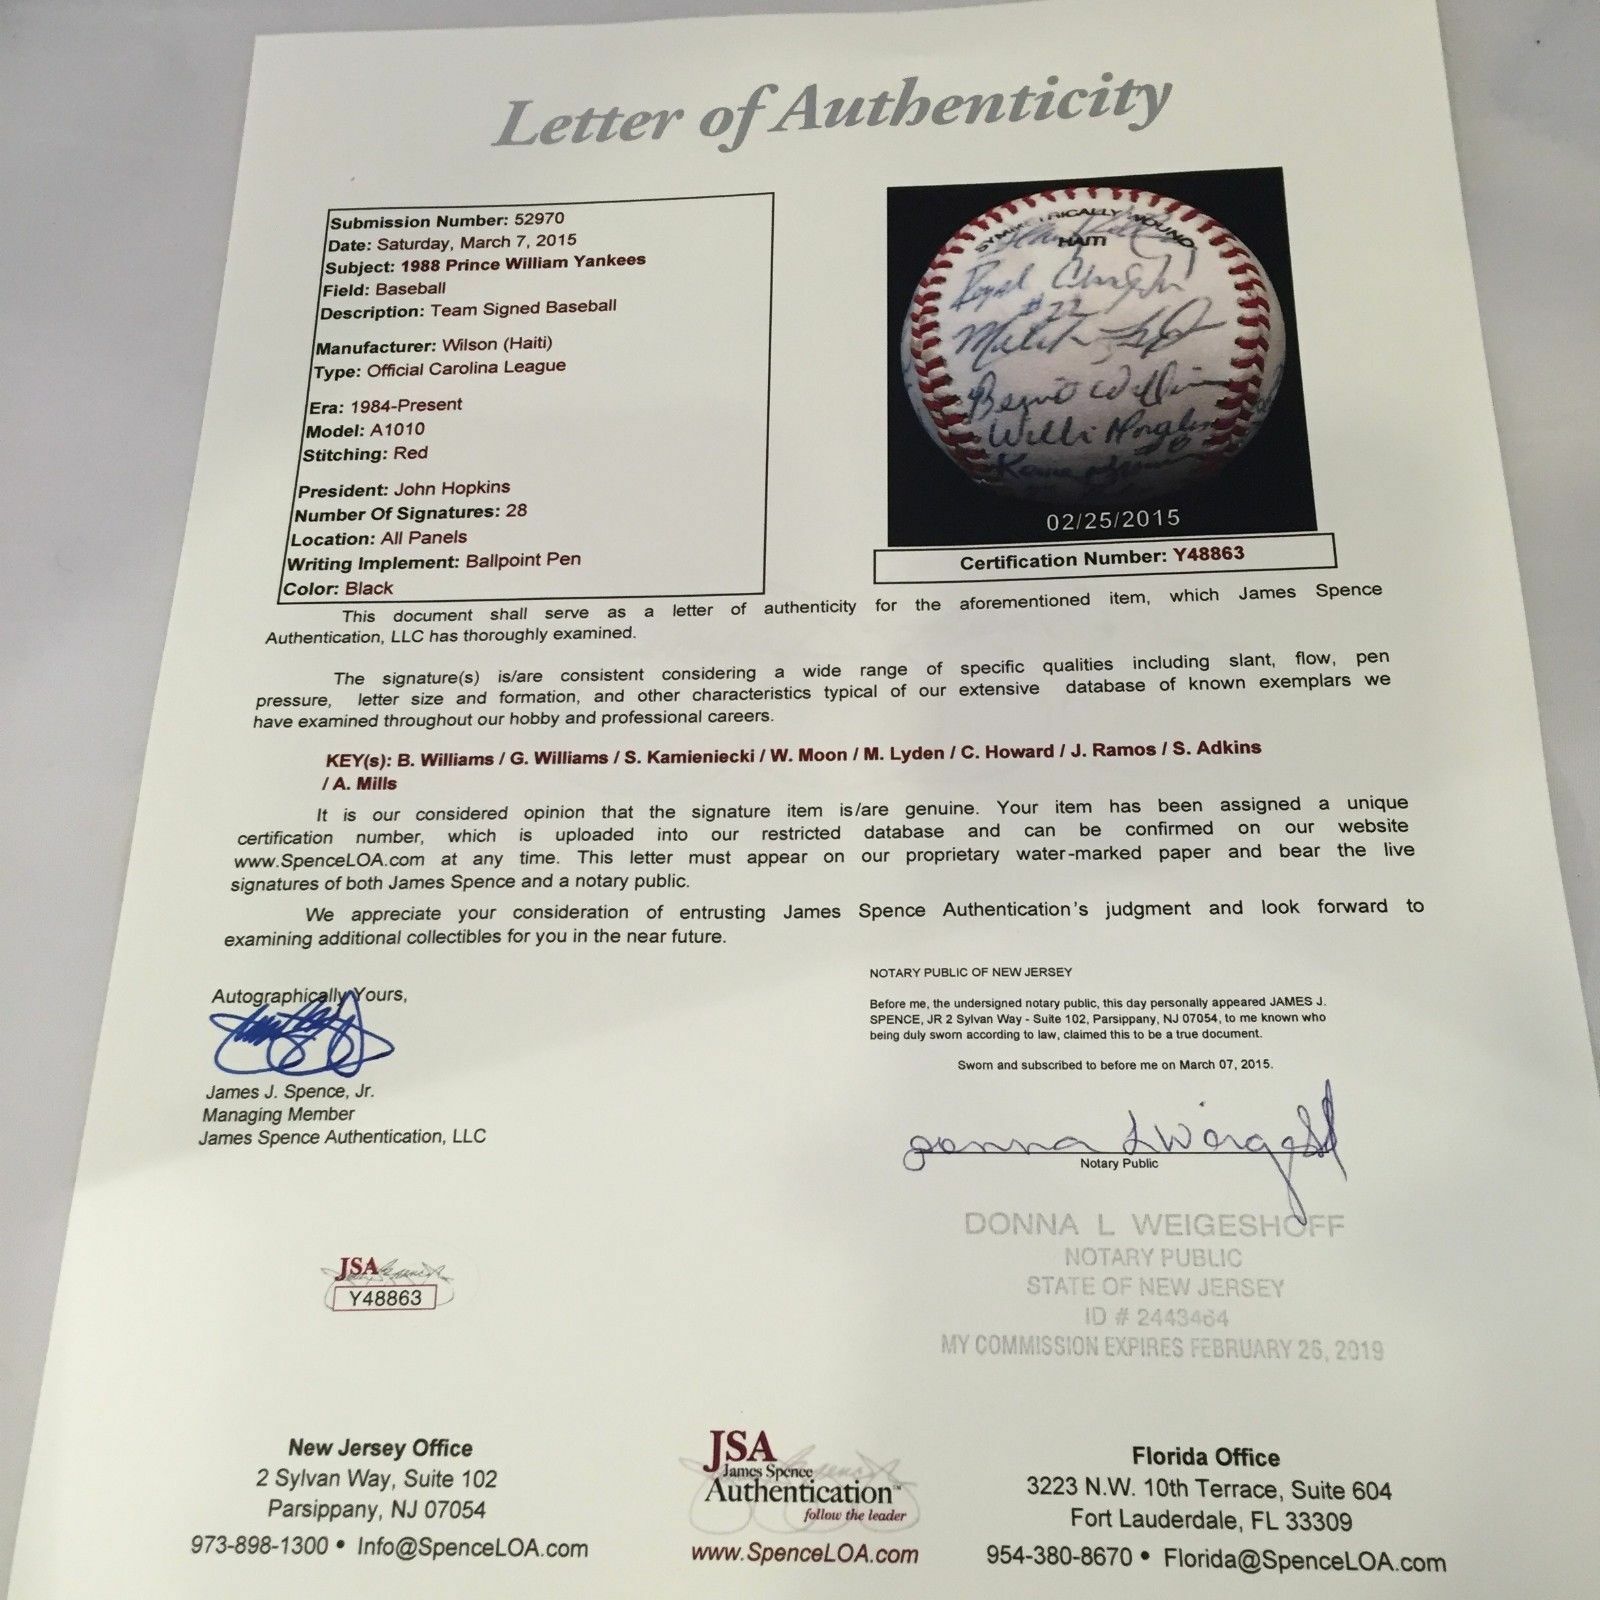 Letter of Authenticity
Submission Number: 52970
Date: Saturday, March 7, 2015
Subject: 1988 Prince William Yankees
Field: Baseball
Description: Team Signed Baseball
Manufacturer: Wilson (Haiti)
Type: Official Carolina League
Era: 1984-Present
Model: A1010
Stitching: Red
President: John Hopkins
Number Of Signatures: 28
Location: All Panels
Writing Implement: Ballpoint Pen
Color: Black
HAITI
#22
02/25/2015
Certification Number: Y48863
This document shall serve as a letter of authenticity for the aforementioned item, which James Spence
Authentication, LLC has thoroughly examined.
The signature(s) is/are consistent considering a wide range of specific qualities including slant, flow, pen
pressure, letter size and formation, and other characteristics typical of our extensive database of known exemplars we
have examined throughout our hobby and professional careers.
KEY(s): B. Williams / G. Williams / S. Kamieniecki / W. Moon / M. Lyden / C. Howard / J. Ramos / S. Adkins
/ A. Mills
It is our considered opinion that the signature item is/are genuine. Your item has been assigned a unique
certification number, which is uploaded into our restricted database and can be confirmed on our website
www.SpenceLOA.com at any time. This letter must appear on our proprietary water-marked paper and bear the live
signatures of both James Spence and a notary public.
We appreciate your consideration of entrusting James Spence Authentication's judgment and look forward to
examining additional collectibles for you in the near future.
Autographically Yours,
James J. Spence, Jr.
Managing Member
James Spence Authentication, LLC
NOTARY PUBLIC OF NEW JERSEY
Before me, the undersigned notary public, this day personally appeared JAMES J.
SPENCE, JR 2 Sylvan Way - Suite 102, Parsippany, NJ 07054, to me known who
being duly sworn according to law, claimed this to be a true document.
Sworn and subscribed to before me on March 07, 2015.
Notary Public
DONNA L WEIGESHOFF
NOTARY PUBLIC
STATE OF NEW JERSEY
ID # 2443464
MY COMMISSION EXPIRES FEBRUARY 26, 2019
JSA
Y48863
New Jersey Office
2 Sylvan Way, Suite 102
Parsippany, NJ 07054
973-898-1300 • Info@SpenceLOA.com
JSA
James Spence
Authentication™
follow the leader
www.SpenceLOA.com
Florida Office
3223 N.W. 10th Terrace, Suite 604
Fort Lauderdale, FL 33309
954-380-8670 • Florida@SpenceLOA.com